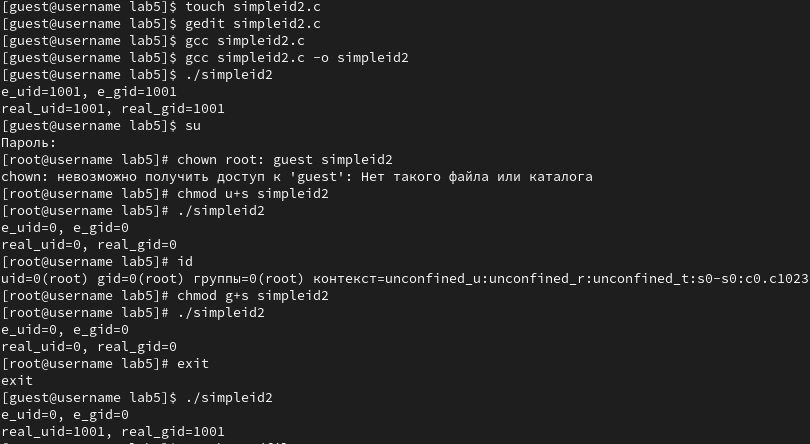 [guest@username lab5]$ touch simpleid2.c
[guest@username lab5]$ gedit simpleid2.c
[guest@username lab5]$ gcc simpleid2.c
[guest@username lab5]$ gcc simpleid2.c -o simpleid2
[guest@username lab5]$ ./simpleid2
e_uid=1001, e_gid=1001
real_uid=1001, real_gid=1001
[guest@username lab5]$ su
Пароль:
[root@username lab5]# chown root: guest simpleid2
chown: невозможно получить доступ к 'guest': Нет такого файла или каталога
[root@username lab5]# chmod u+s simpleid2
[root@username lab5]# ./simpleid2
e_uid=0, e_gid=0
real_uid=0, real_gid=0
[root@username lab5]# id
uid=0(root) gid=0(root) группы=0(root) контекст=unconfined_u:unconfined_r:unconfined_t:s0-s0:c0.c1023
[root@username lab5]# chmod g+s simpleid2
[root@username lab5]# ./simpleid2
e_uid=0, e_gid=0
real_uid=0, real_gid=0
[root@username lab5]# exit
exit
[guest@username lab5]$ ./simpleid2
e_uid=0, e_gid=0
real_uid=1001, real_gid=1001